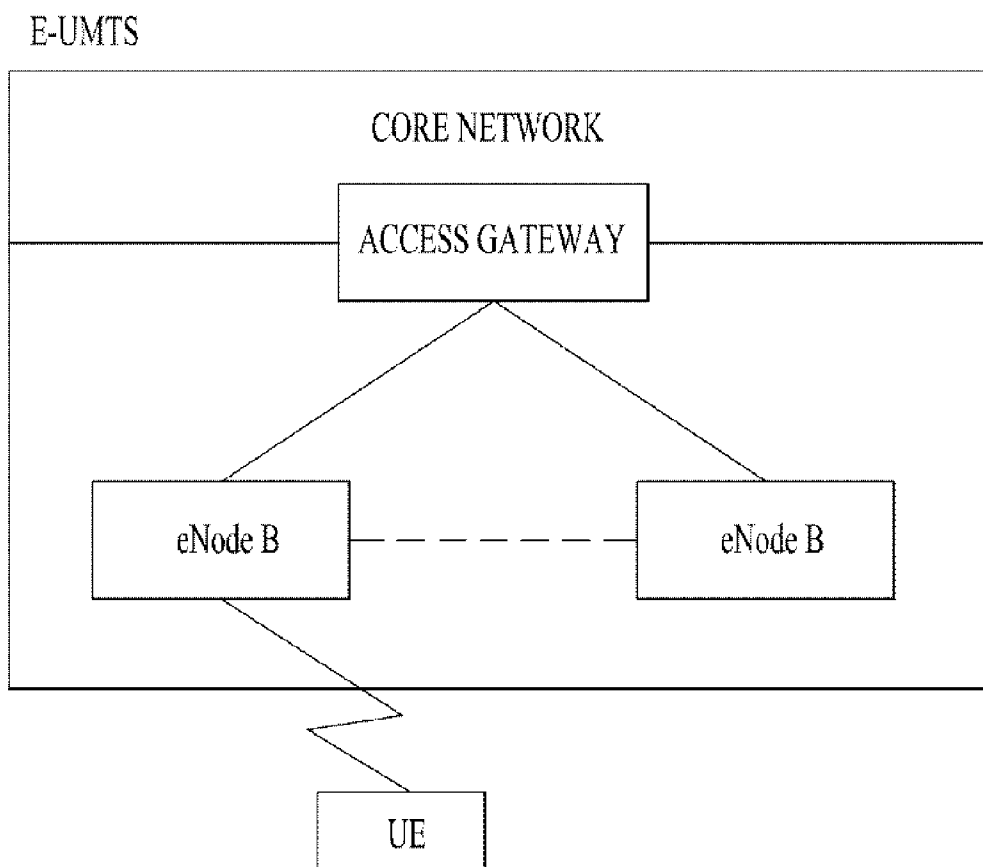 E-UMTS
CORE NETWORK
ACCESS GATEWAY
eNode B
eNode B
UE